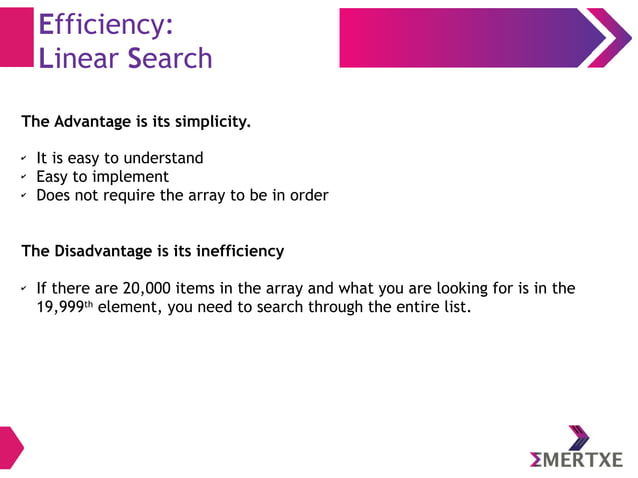 Efficiency:
Linear Search
The Advantage is its simplicity.
✔ It is easy to understand
✔ Easy to implement
✔ Does not require the array to be in order
The Disadvantage is its inefficiency
✔ If there are 20,000 items in the array and what you are looking for is in the
19,999th element, you need to search through the entire list.
EMERTXE